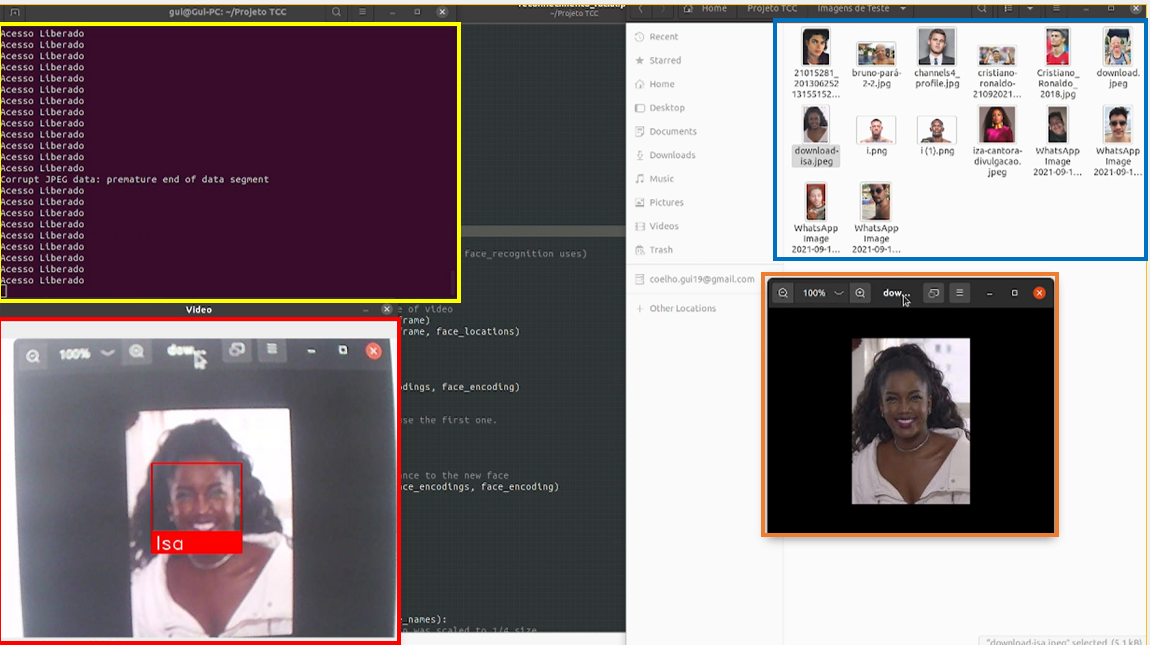 gui@Gui-PC: ~/Projeto TCC
~/Projeto TCC
Home Projeto TCC Imagens de Teste
Acesso Liberado
Acesso Liberado
Acesso Liberado
Acesso Liberado
Acesso Liberado
Acesso Liberado
Acesso Liberado
Acesso Liberado
Acesso Liberado
Acesso Liberado
Acesso Liberado
Acesso Liberado
Acesso Liberado
Corrupt JPEG data: premature end of data segment
Acesso Liberado
Acesso Liberado
Acesso Liberado
Acesso Liberado
Acesso Liberado
Acesso Liberado
Acesso Liberado
Acesso Liberado
Acesso Liberado
face_recognition uses)
e of video
rame)
rame, face_locations)
odings, face_encoding)
se the first one.
nce to the new face
ace_encodings, face_encoding)
e_names):
n was scaled to 1/4 size
Video
100% dow...
Isa
Recent
Starred
Home
Desktop
Documents
Downloads
Music
Pictures
Videos
Trash
coelho.gui19@gmail.com
Other Locations
21015281_
201306252
13155152...
bruno-pará-
2-2.jpg
channels4_
profile.jpg
cristiano-
ronaldo-
21092021...
Cristiano_
Ronaldo_
2018.jpg
download.
jpeg
download-
isa.jpeg
i.png
i (1).png
iza-cantora-
divulgacao.
jpeg
WhatsApp
Image
2021-09-1...
WhatsApp
Image
2021-09-1...
WhatsApp
Image
2021-09-1...
WhatsApp
Image
2021-09-1...
100% dow...
"download-isa.jpeg" selected (5,1 kB)